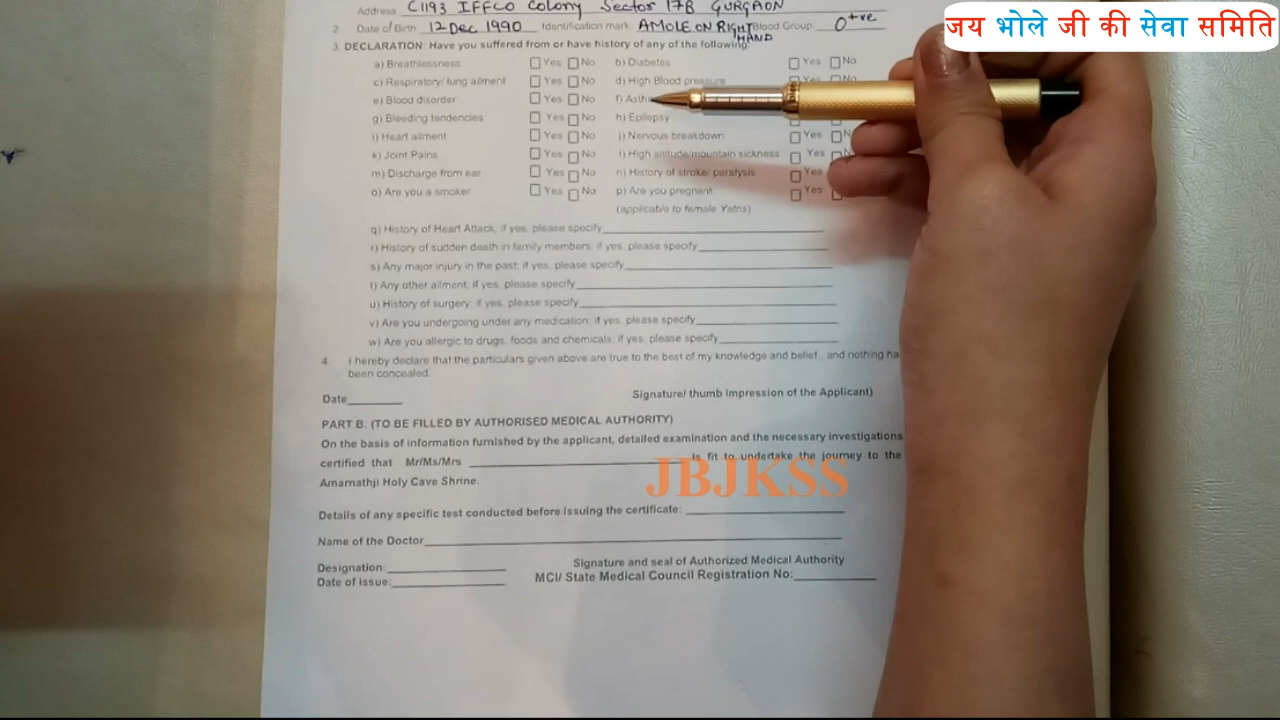 जय भोले जी की सेवा समिति
Address C1193 IFFCO Colony Sector 17B GURGAON
2 Date of Birth 12 Dec 1990 Identification mark: A MOLE ON RIGHT HAND Blood Group: O+ve
3. DECLARATION: Have you suffered from or have history of any of the following:
a) Breathlessness Yes No b) Diabetes Yes No
c) Respiratory/ lung ailment Yes No d) High Blood pressure Yes No
e) Blood disorder Yes No f)
g) Bleeding tendencies Yes No h) Epilepsy
i) Heart ailment Yes No j) Nervous breakdown Yes
k) Joint Pains Yes No l) High altitude/mountain sickness Yes
m) Discharge from ear Yes No n) History of stroke/ paralysis Yes
o) Are you a smoker Yes No p) Are you pregnant Yes
(applicable to female Yatris)
q) History of Heart Attack; if yes, please specify
r) History of sudden death in family members; if yes, please specify
s) Any major injury in the past; if yes, please specify
t) Any other ailment; if yes, please specify
u) History of surgery; if yes, please specify
v) Are you undergoing under any medication; if yes, please specify
w) Are you allergic to drugs, foods and chemicals; if yes, please specify
4. I hereby declare that the particulars given above are true to the best of my knowledge and belief.. and nothing ha
been concealed.
Date Signature/ thumb impression of the Applicant)
PART B. (TO BE FILLED BY AUTHORISED MEDICAL AUTHORITY)
On the basis of information furnished by the applicant, detailed examination and the necessary investigations
certified that Mr/Ms/Mrs is fit to undertake the journey to the
Amarnathji Holy Cave Shrine.
JBJKSS
Details of any specific test conducted before issuing the certificate:
Name of the Doctor
Signature and seal of Authorized Medical Authority
Designation:
MCI/ State Medical Council Registration No:
Date of issue: